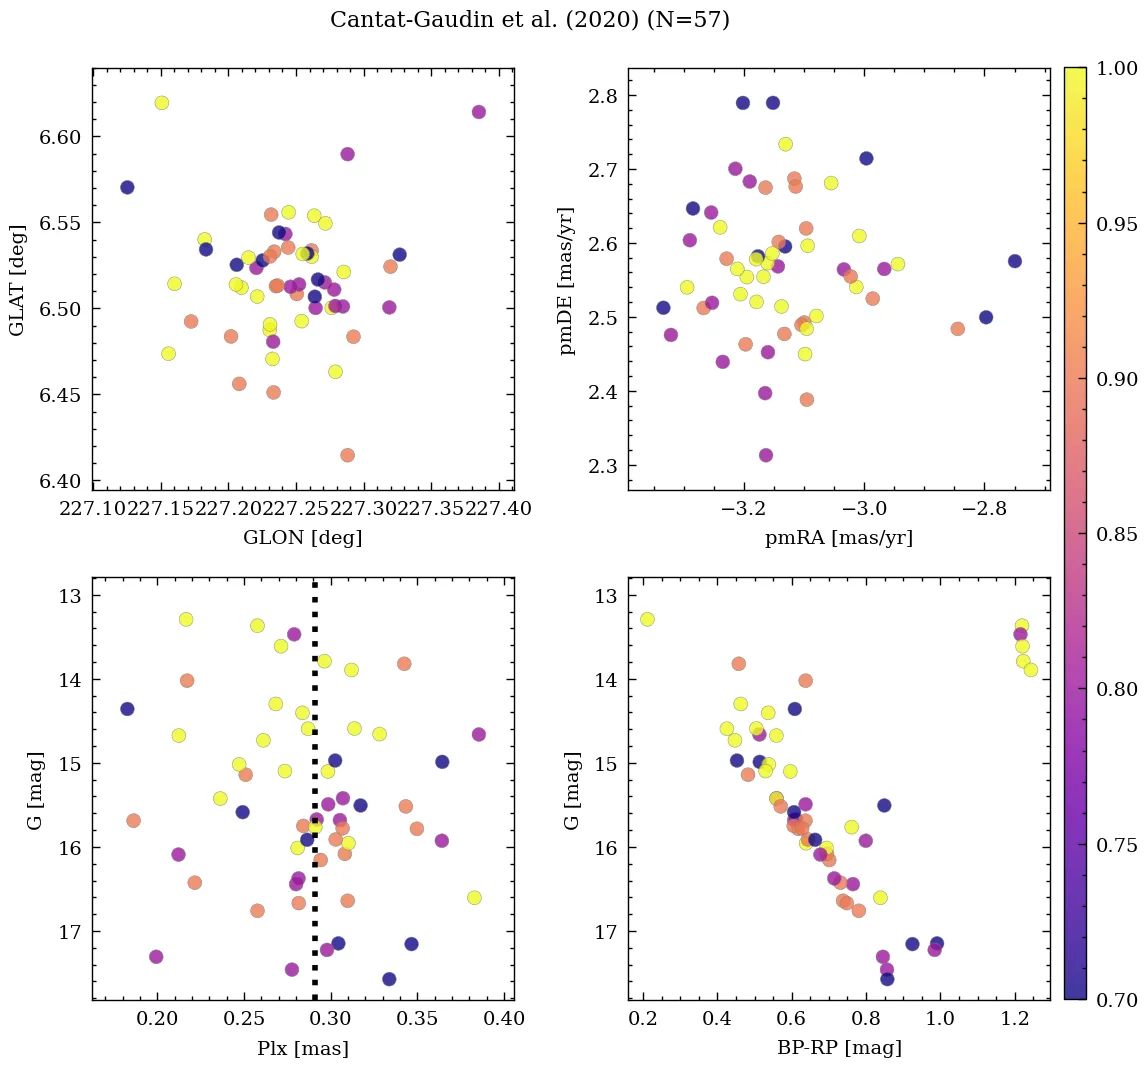 Cantat-Gaudin et al. (2020) (N=57)
6.60
6.55
6.50
6.45
6.40
GLAT [deg]
227.10 227.15 227.20 227.25 227.30 227.35 227.40
GLON [deg]
2.8
2.7
2.6
2.5
2.4
2.3
pmDE [mas/yr]
−3.2 −3.0 −2.8
pmRA [mas/yr]
1.00
0.95
0.90
0.85
0.80
0.75
0.70
13
14
15
16
17
G [mag]
0.20 0.25 0.30 0.35 0.40
Plx [mas]
13
14
15
16
17
G [mag]
0.2 0.4 0.6 0.8 1.0 1.2
BP-RP [mag]